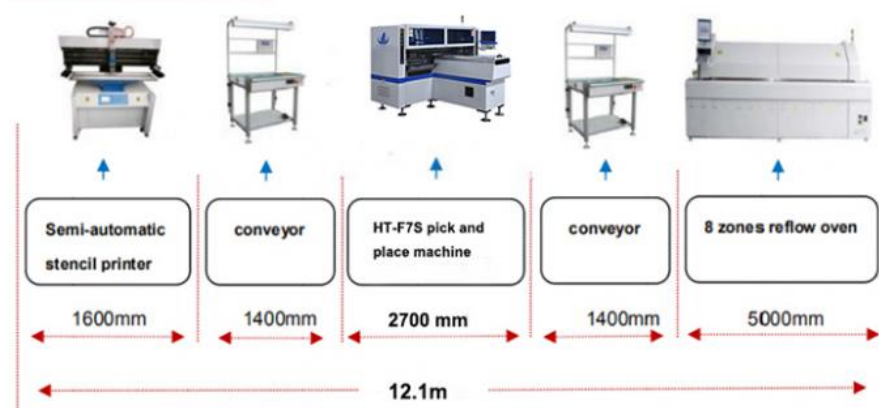 Semi-automatic
stencil printer
conveyor
HT-F7S pick and
place machine
conveyor
8 zones reflow oven
1600mm
1400mm
2700 mm
1400mm
5000mm
12.1m